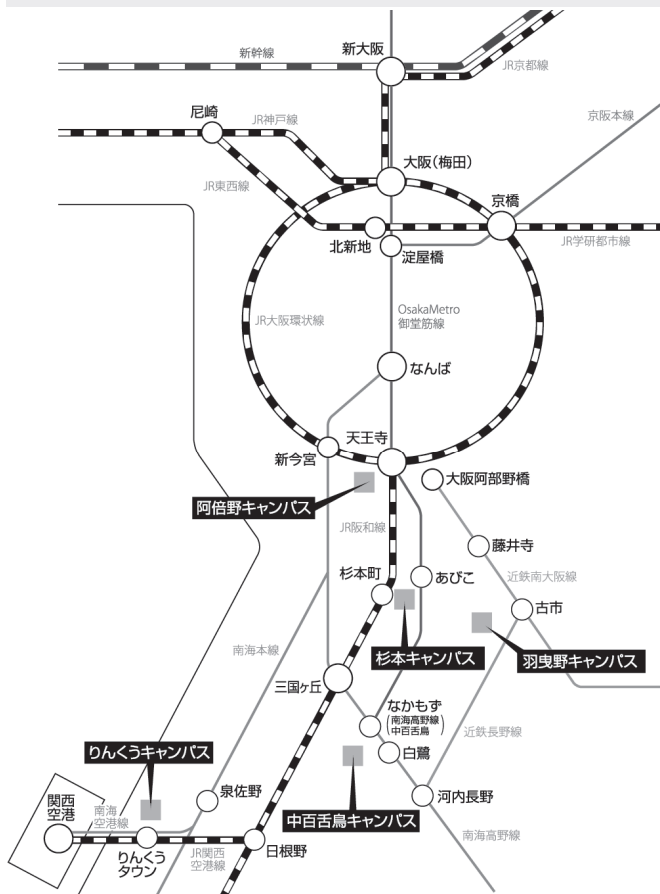 新幹線
新大阪
JR京都線
尼崎
JR神戸線
京阪本線
大阪（梅田）
JR東西線
京橋
北新地
淀屋橋
JR学研都市線
JR大阪環状線
OsakaMetro
御堂筋線
なんば
天王寺
新今宮
大阪阿部野橋
阿倍野キャンパス
JR阪和線
藤井寺
杉本町
あびこ
近鉄南大阪線
古市
南海本線
杉本キャンパス
羽曳野キャンパス
三国ヶ丘
なかもず
（南海高野線
中百舌鳥）
近鉄長野線
りんくうキャンパス
白鷺
関西
空港
南海
空港線
泉佐野
河内長野
中百舌鳥キャンパス
りんくう
タウン
JR関西
空港線
日根野
南海高野線